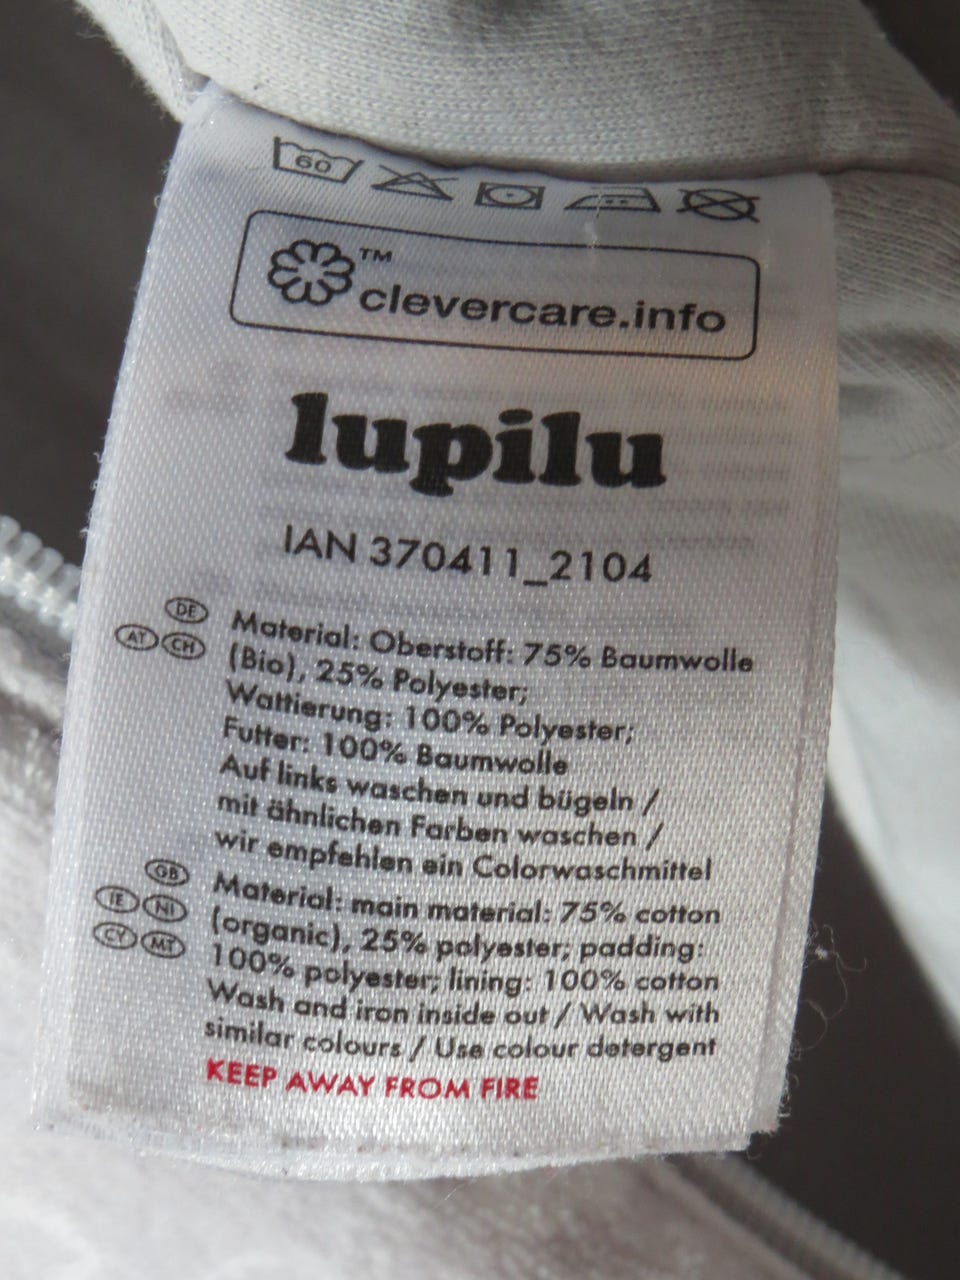 60
™
clevercare.info
lupilu
IAN 370411_2104
DE
AT CH
Material: Oberstoff: 75% Baumwolle
(Bio), 25% Polyester;
Wattierung: 100% Polyester;
Futter: 100% Baumwolle
Auf links waschen und bügeln /
mit ähnlichen Farben waschen /
wir empfehlen ein Colorwaschmittel
GB
IE NI
CY MT
Material: main material: 75% cotton
(organic), 25% polyester; padding:
100% polyester; lining: 100% cotton
Wash and iron inside out / Wash with
similar colours / Use colour detergent
KEEP AWAY FROM FIRE